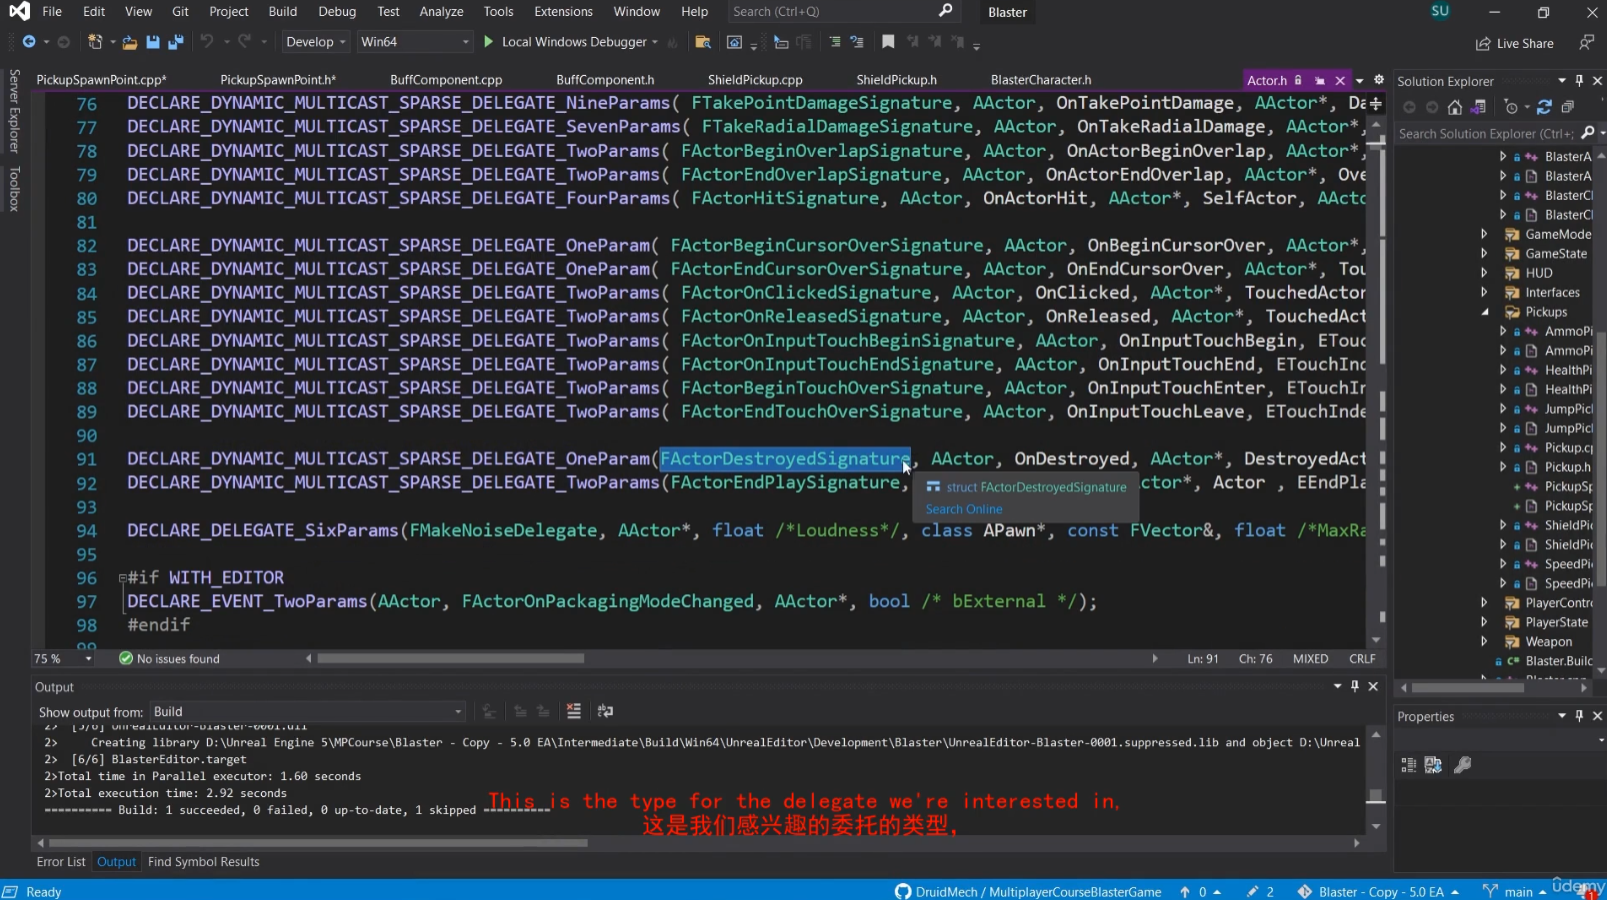 File Edit View Git Project Build Debug Test Analyze Tools Extensions Window Help Search (Ctrl+Q) Blaster SU
Develop Win64 Local Windows Debugger Live Share
PickupSpawnPoint.cpp* PickupSpawnPoint.h* BuffComponent.cpp BuffComponent.h ShieldPickup.cpp ShieldPickup.h BlasterCharacter.h Actor.h
Server Explorer
Toolbox
76 DECLARE_DYNAMIC_MULTICAST_SPARSE_DELEGATE_NineParams( FTakePointDamageSignature, AActor, OnTakePointDamage, AActor*, Da
77 DECLARE_DYNAMIC_MULTICAST_SPARSE_DELEGATE_SevenParams( FTakeRadialDamageSignature, AActor, OnTakeRadialDamage, AActor*,
78 DECLARE_DYNAMIC_MULTICAST_SPARSE_DELEGATE_TwoParams( FActorBeginOverlapSignature, AActor, OnActorBeginOverlap, AActor*,
79 DECLARE_DYNAMIC_MULTICAST_SPARSE_DELEGATE_TwoParams( FActorEndOverlapSignature, AActor, OnActorEndOverlap, AActor*, Ove
80 DECLARE_DYNAMIC_MULTICAST_SPARSE_DELEGATE_FourParams( FActorHitSignature, AActor, OnActorHit, AActor*, SelfActor, AActo
81
82 DECLARE_DYNAMIC_MULTICAST_SPARSE_DELEGATE_OneParam( FActorBeginCursorOverSignature, AActor, OnBeginCursorOver, AActor*,
83 DECLARE_DYNAMIC_MULTICAST_SPARSE_DELEGATE_OneParam( FActorEndCursorOverSignature, AActor, OnEndCursorOver, AActor*, Tou
84 DECLARE_DYNAMIC_MULTICAST_SPARSE_DELEGATE_TwoParams( FActorOnClickedSignature, AActor, OnClicked, AActor*, TouchedActor
85 DECLARE_DYNAMIC_MULTICAST_SPARSE_DELEGATE_TwoParams( FActorOnReleasedSignature, AActor, OnReleased, AActor*, TouchedAct
86 DECLARE_DYNAMIC_MULTICAST_SPARSE_DELEGATE_TwoParams( FActorOnInputTouchBeginSignature, AActor, OnInputTouchBegin, ETouc
87 DECLARE_DYNAMIC_MULTICAST_SPARSE_DELEGATE_TwoParams( FActorOnInputTouchEndSignature, AActor, OnInputTouchEnd, ETouchInd
88 DECLARE_DYNAMIC_MULTICAST_SPARSE_DELEGATE_TwoParams( FActorBeginTouchOverSignature, AActor, OnInputTouchEnter, ETouchIn
89 DECLARE_DYNAMIC_MULTICAST_SPARSE_DELEGATE_TwoParams( FActorEndTouchOverSignature, AActor, OnInputTouchLeave, ETouchInde
90
91 DECLARE_DYNAMIC_MULTICAST_SPARSE_DELEGATE_OneParam(FActorDestroyedSignature, AActor, OnDestroyed, AActor*, DestroyedAct
92 DECLARE_DYNAMIC_MULTICAST_SPARSE_DELEGATE_TwoParams(FActorEndPlaySignature, ctor*, Actor , EEndPla
struct FActorDestroyedSignature
Search Online
93
94 DECLARE_DELEGATE_SixParams(FMakeNoiseDelegate, AActor*, float /*Loudness*/, class APawn*, const FVector&, float /*MaxRa
95
96 #if WITH_EDITOR
97 DECLARE_EVENT_TwoParams(AActor, FActorOnPackagingModeChanged, AActor*, bool /* bExternal */);
98 #endif
99
75 % No issues found Ln: 91 Ch: 76 MIXED CRLF
Solution Explorer
Search Solution Explorer (Ctrl+;
BlasterA
BlasterA
BlasterCl
BlasterCl
GameMode
GameState
HUD
Interfaces
Pickups
AmmoPi
AmmoPi
HealthPi
HealthPi
JumpPic
JumpPic
Pickup.c
Pickup.h
PickupSp
PickupSp
ShieldPi
ShieldPi
SpeedPi
SpeedPi
PlayerContro
PlayerState
Weapon
Blaster.Build
Properties
Output
Show output from: Build
2> [5/6] UnrealEditor-Blaster-0001.dll
2> Creating library D:\Unreal Engine 5\MPCourse\Blaster - Copy - 5.0 EA\Intermediate\Build\Win64\UnrealEditor\Development\Blaster\UnrealEditor-Blaster-0001.suppressed.lib and object D:\Unreal
2> [6/6] BlasterEditor.target
2>Total time in Parallel executor: 1.60 seconds
2>Total execution time: 2.92 seconds
========== Build: 1 succeeded, 0 failed, 0 up-to-date, 1 skipped ==========
This is the type for the delegate we're interested in,
这是我们感兴趣的委托的类型,
Error List Output Find Symbol Results
Ready DruidMech / MultiplayerCourseBlasterGame 0 2 Blaster - Copy - 5.0 EA main 1
ûdemy